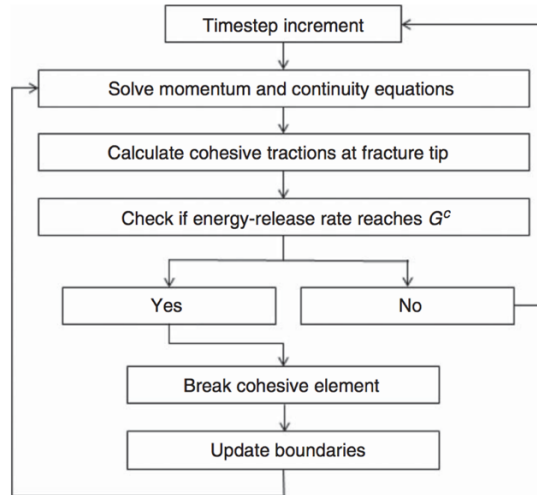 Timestep increment
Solve momentum and continuity equations
Calculate cohesive tractions at fracture tip
Check if energy-release rate reaches Gᶜ
Yes
No
Break cohesive element
Update boundaries